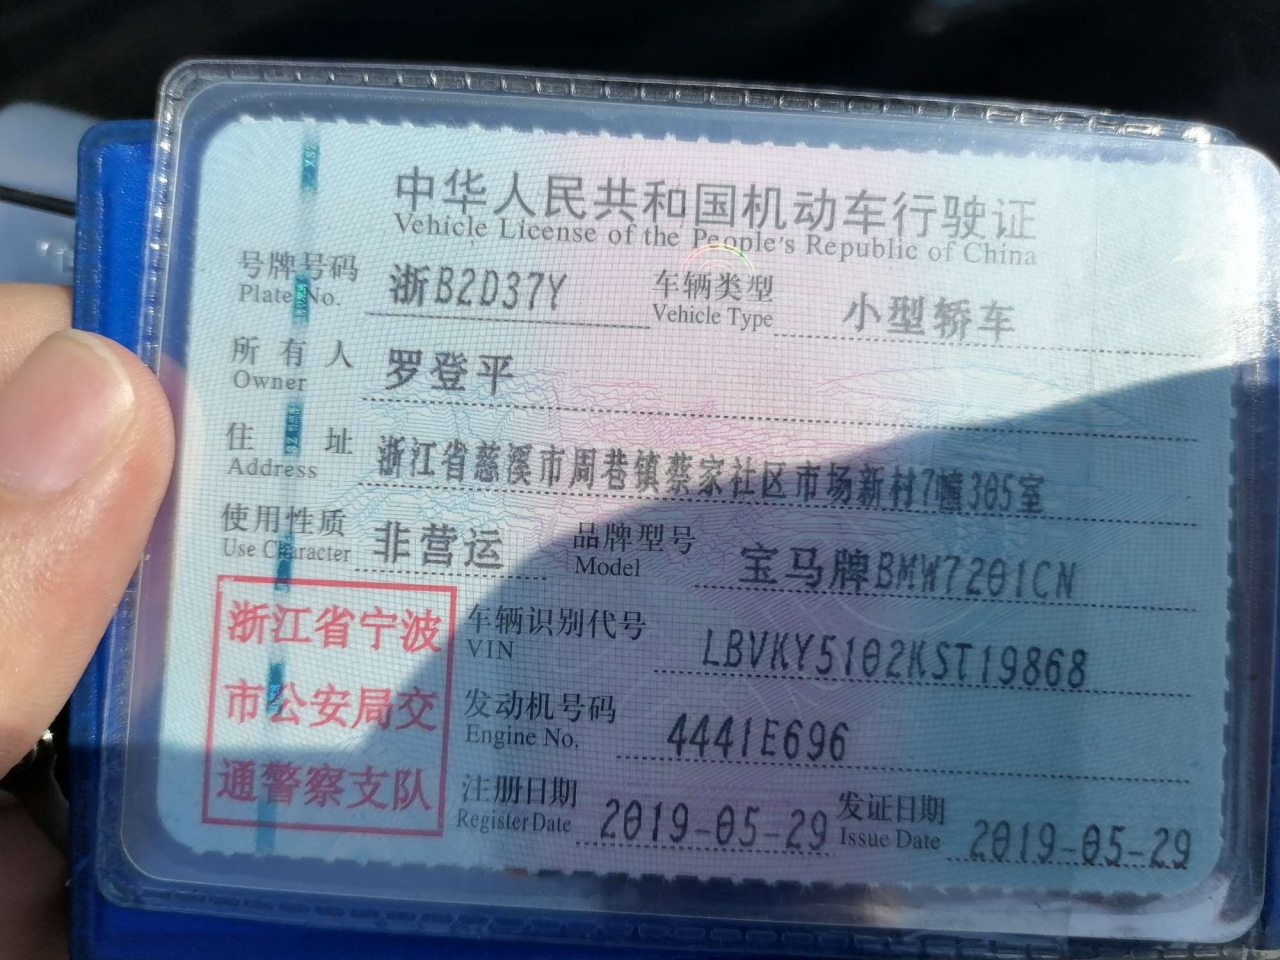 中华人民共和国机动车行驶证
Vehicle License of the People's Republic of China
号牌号码 浙B2D37Y 车辆类型 小型轿车
Plate No. Vehicle Type
所有人 罗登平
Owner
住址 浙江省慈溪市周巷镇蔡家社区市场新村7幢305室
Address
使用性质 非营运 品牌型号 宝马牌BMW7201CN
Use Character Model
浙江省宁波
市公安局交
通警察支队
车辆识别代号 LBVKY5102KST19868
VIN
发动机号码 4441E696
Engine No.
注册日期 2019-05-29 发证日期 2019-05-29
Register Date Issue Date